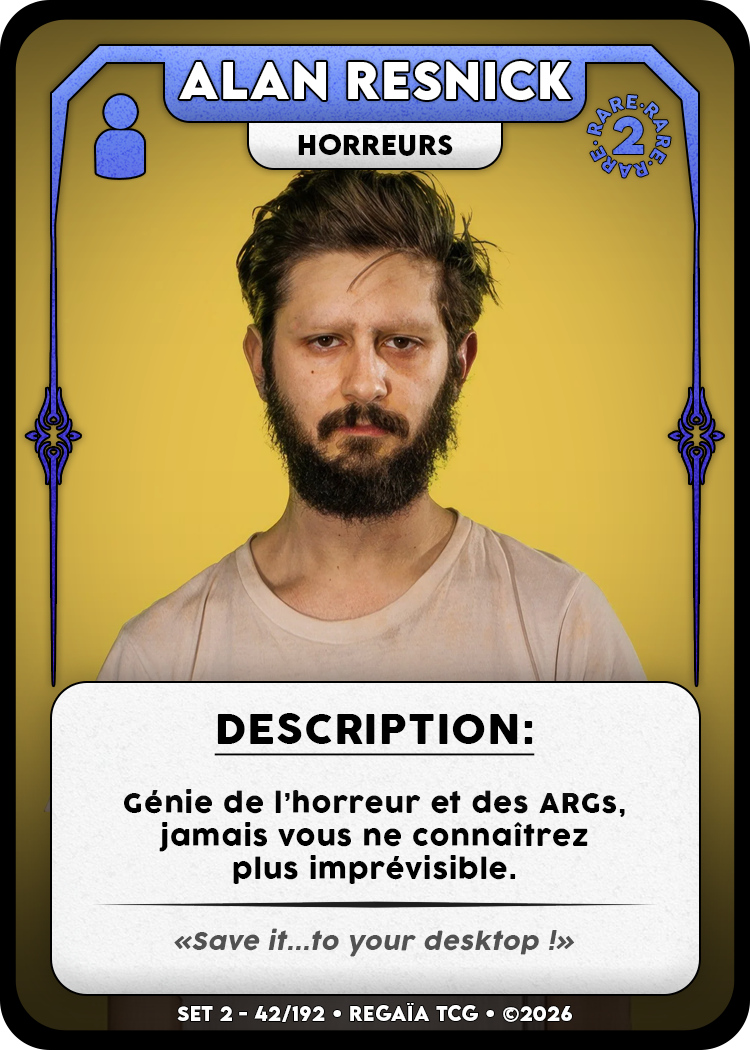 ALAN RESNICK
HORREURS
RARE·RARE·RARE·RARE·
2
DESCRIPTION:
Génie de l'horreur et des ARGs,
jamais vous ne connaîtrez
plus imprévisible.
«Save it...to your desktop !»
SET 2 - 42/192 • REGAÏA TCG • ©2026